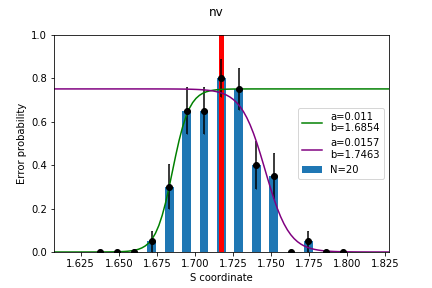 nv
1.0
0.8
0.6
0.4
0.2
0.0
Error probability
a=0.011
b=1.6854
a=0.0157
b=1.7463
N=20
1.625 1.650 1.675 1.700 1.725 1.750 1.775 1.800 1.825
S coordinate